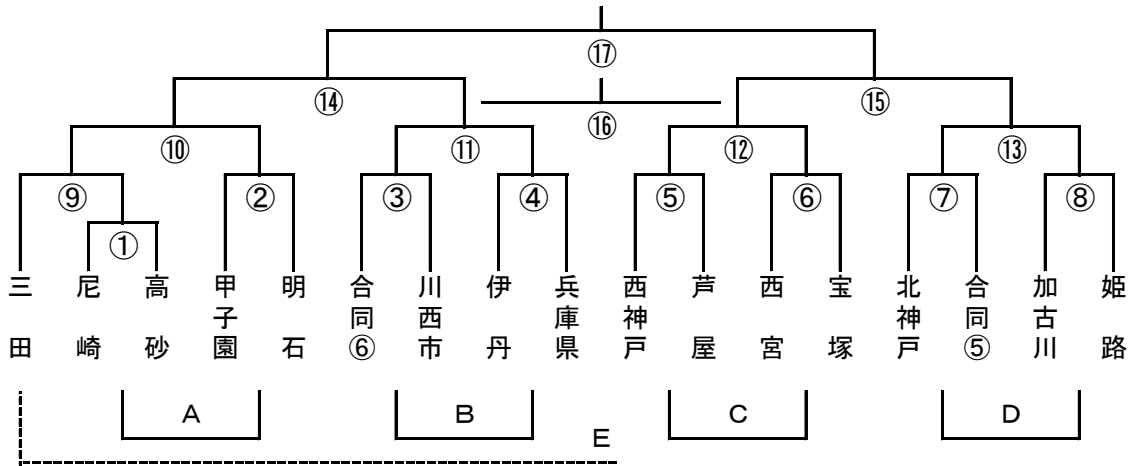 ⑰
⑭
⑮
⑯
⑩
⑪
⑫
⑬
⑨
②
③
④
⑤
⑥
⑦
⑧
①
三田
尼崎
高砂
甲子園
明石
合同⑥
川西市
伊丹
兵庫県
西神戸
芦屋
西宮
宝塚
北神戸
合同⑤
加古川
姫路
A
B
C
D
E